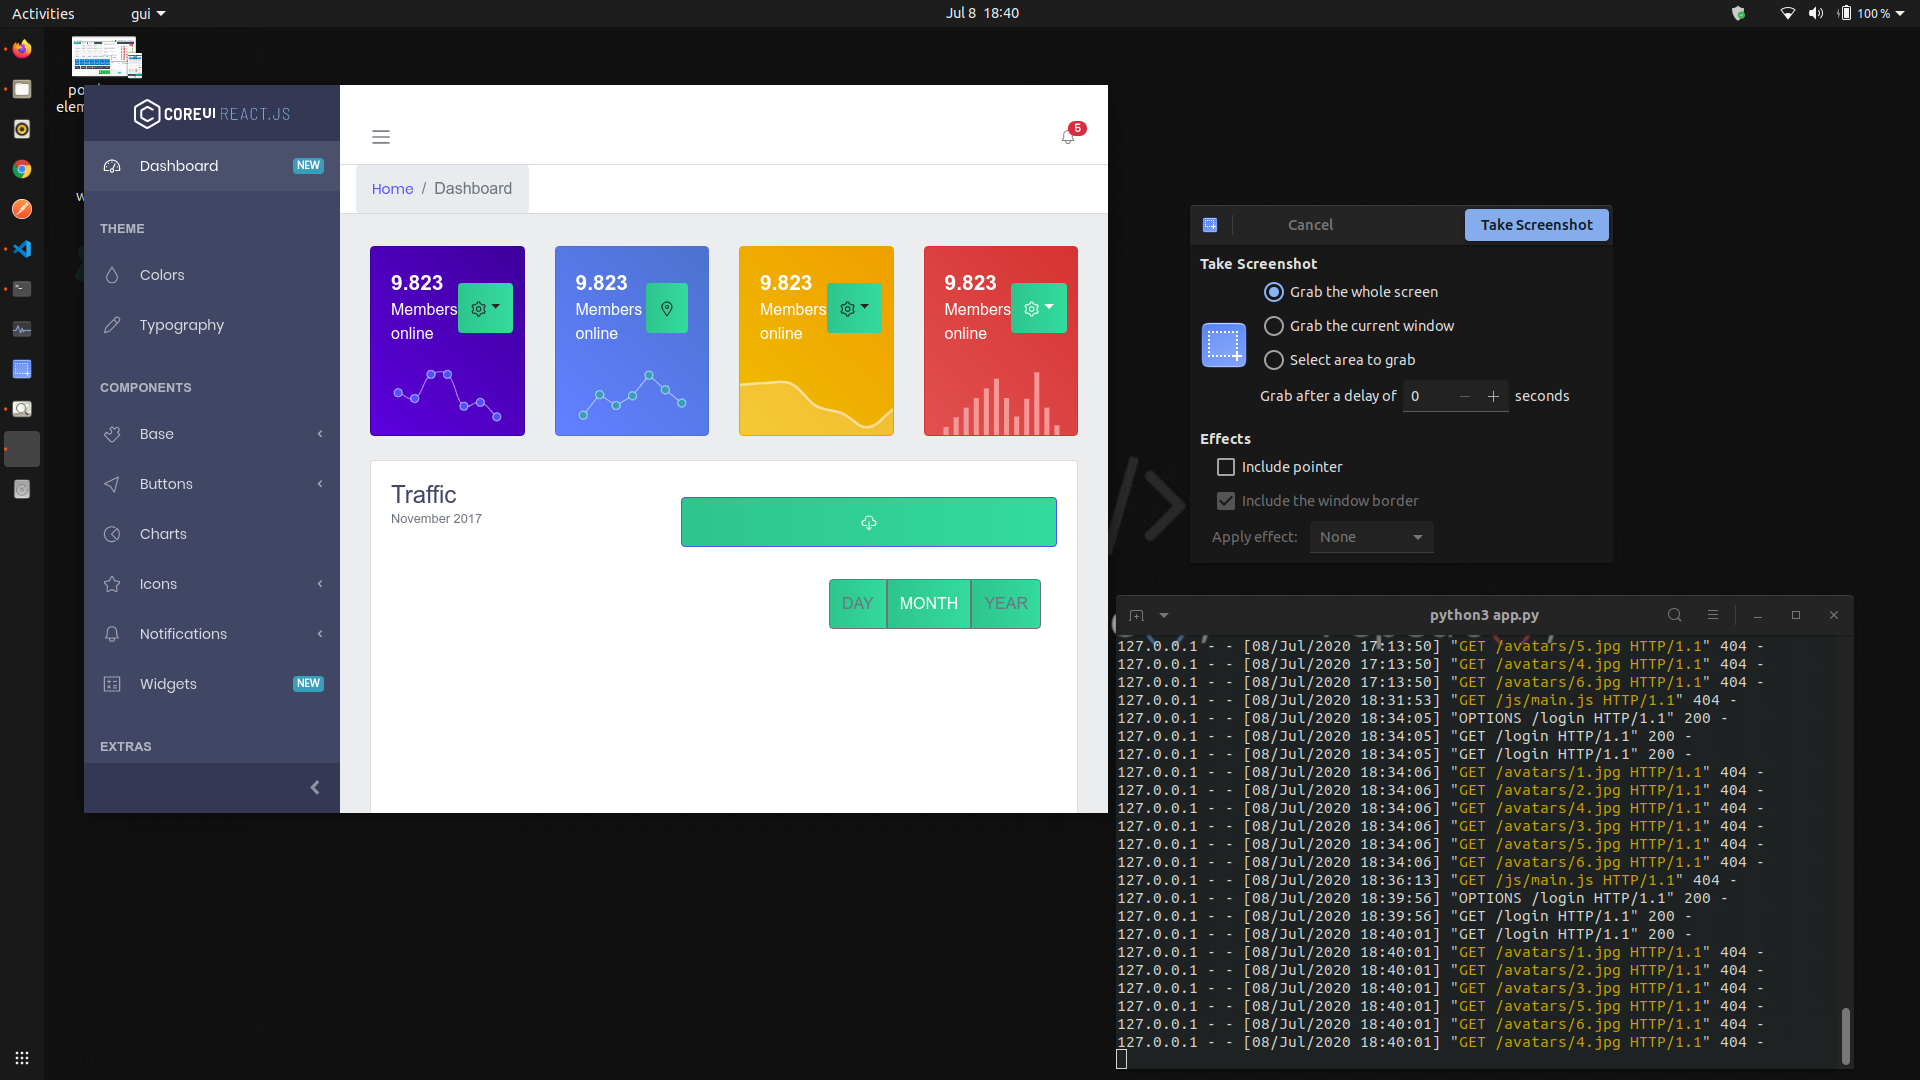 Activities
gui
Jul 8 18:40
100 %
COREUI REACT.JS
Dashboard NEW
THEME
Colors
Typography
COMPONENTS
Base
Buttons
Charts
Icons
Notifications
Widgets NEW
EXTRAS
5
Home / Dashboard
9.823
Members
online
9.823
Members
online
9.823
Members
online
9.823
Members
online
Traffic
November 2017
DAY MONTH YEAR
Cancel
Take Screenshot
Take Screenshot
Grab the whole screen
Grab the current window
Select area to grab
Grab after a delay of 0 seconds
Effects
Include pointer
Include the window border
Apply effect: None
python3 app.py
127.0.0.1 - - [08/Jul/2020 17:13:50] "GET /avatars/5.jpg HTTP/1.1" 404 -
127.0.0.1 - - [08/Jul/2020 17:13:50] "GET /avatars/4.jpg HTTP/1.1" 404 -
127.0.0.1 - - [08/Jul/2020 17:13:50] "GET /avatars/6.jpg HTTP/1.1" 404 -
127.0.0.1 - - [08/Jul/2020 18:31:53] "GET /js/main.js HTTP/1.1" 404 -
127.0.0.1 - - [08/Jul/2020 18:34:05] "OPTIONS /login HTTP/1.1" 200 -
127.0.0.1 - - [08/Jul/2020 18:34:05] "GET /login HTTP/1.1" 200 -
127.0.0.1 - - [08/Jul/2020 18:34:05] "GET /login HTTP/1.1" 200 -
127.0.0.1 - - [08/Jul/2020 18:34:06] "GET /avatars/1.jpg HTTP/1.1" 404 -
127.0.0.1 - - [08/Jul/2020 18:34:06] "GET /avatars/2.jpg HTTP/1.1" 404 -
127.0.0.1 - - [08/Jul/2020 18:34:06] "GET /avatars/4.jpg HTTP/1.1" 404 -
127.0.0.1 - - [08/Jul/2020 18:34:06] "GET /avatars/3.jpg HTTP/1.1" 404 -
127.0.0.1 - - [08/Jul/2020 18:34:06] "GET /avatars/5.jpg HTTP/1.1" 404 -
127.0.0.1 - - [08/Jul/2020 18:34:06] "GET /avatars/6.jpg HTTP/1.1" 404 -
127.0.0.1 - - [08/Jul/2020 18:36:13] "GET /js/main.js HTTP/1.1" 404 -
127.0.0.1 - - [08/Jul/2020 18:39:56] "OPTIONS /login HTTP/1.1" 200 -
127.0.0.1 - - [08/Jul/2020 18:39:56] "GET /login HTTP/1.1" 200 -
127.0.0.1 - - [08/Jul/2020 18:40:01] "GET /login HTTP/1.1" 200 -
127.0.0.1 - - [08/Jul/2020 18:40:01] "GET /avatars/1.jpg HTTP/1.1" 404 -
127.0.0.1 - - [08/Jul/2020 18:40:01] "GET /avatars/2.jpg HTTP/1.1" 404 -
127.0.0.1 - - [08/Jul/2020 18:40:01] "GET /avatars/3.jpg HTTP/1.1" 404 -
127.0.0.1 - - [08/Jul/2020 18:40:01] "GET /avatars/5.jpg HTTP/1.1" 404 -
127.0.0.1 - - [08/Jul/2020 18:40:01] "GET /avatars/6.jpg HTTP/1.1" 404 -
127.0.0.1 - - [08/Jul/2020 18:40:01] "GET /avatars/4.jpg HTTP/1.1" 404 -